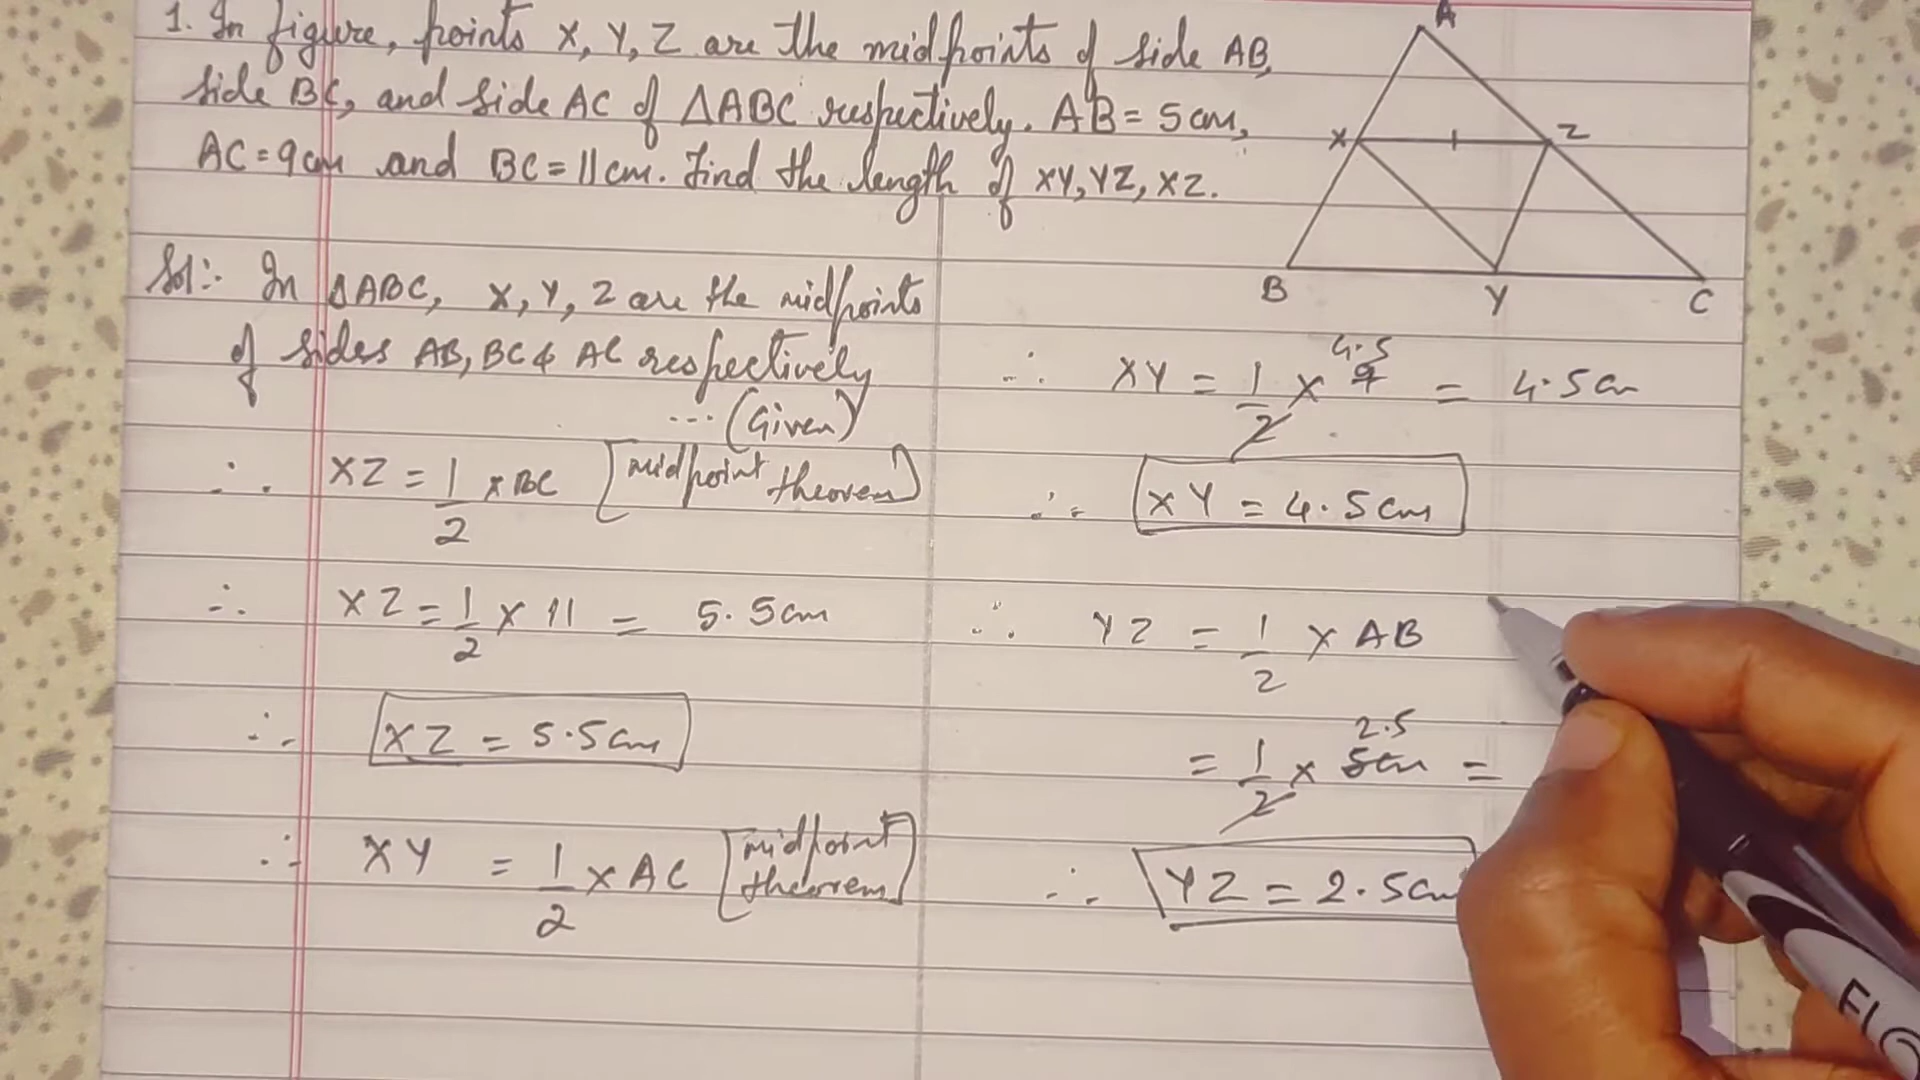 1. In figure, points X, Y, Z are the midpoints of side AB,
side BC, and side AC of ΔABC respectively. AB = 5cm,
AC = 9cm and BC = 11cm. Find the length of XY, YZ, XZ.
A
X
Z
B
Y
C
Sol:- In ΔABC, X, Y, Z are the midpoints
of sides AB, BC & AC respectively
... (Given)
∴ XZ = 1/2 × BC [midpoint theorem]
∴ XZ = 1/2 × 11 = 5.5cm
∴ XZ = 5.5cm
∴ XY = 1/2 × AC [midpoint theorem]
4.5
∴ XY = 1/2 × 9 = 4.5cm
∴ XY = 4.5cm
∴ YZ = 1/2 × AB
2.5
= 1/2 × 5cm =
∴ YZ = 2.5cm